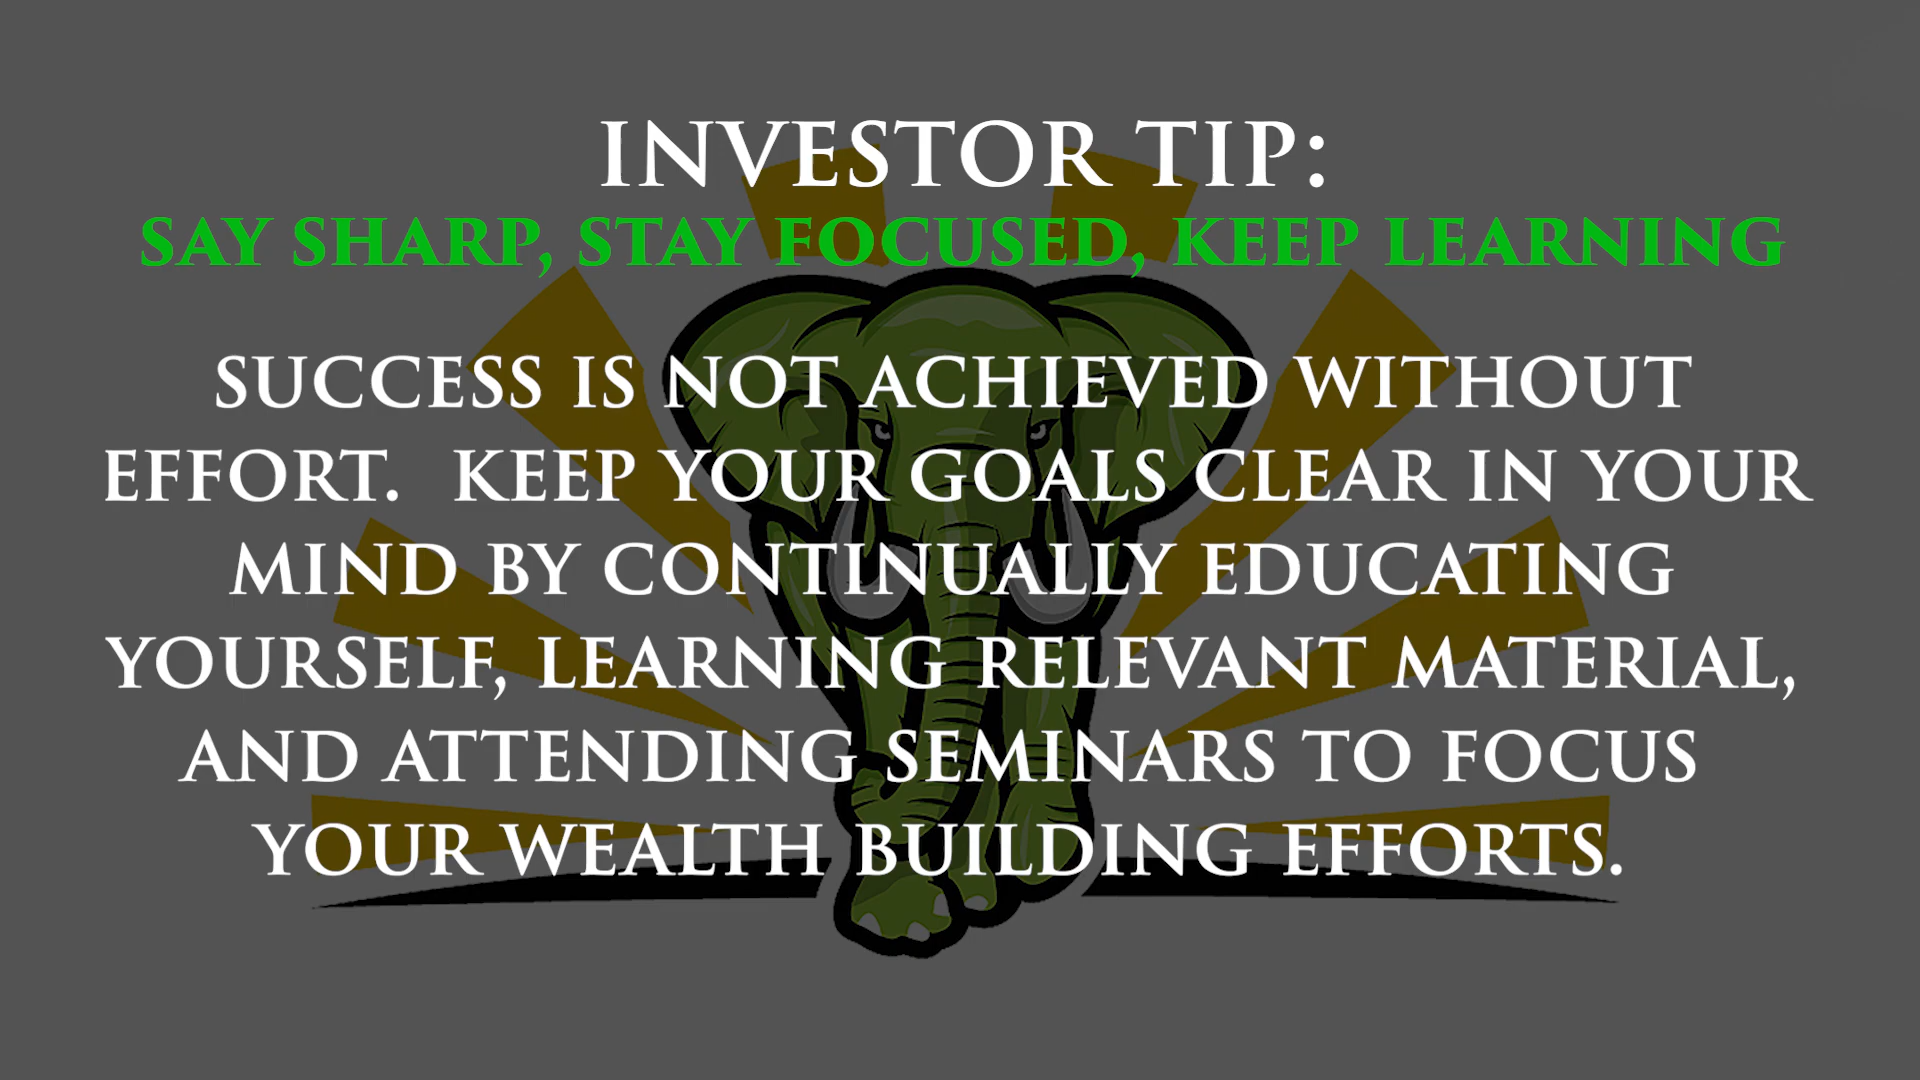 INVESTOR TIP:
SAY SHARP, STAY FOCUSED, KEEP LEARNING
SUCCESS IS NOT ACHIEVED WITHOUT
EFFORT.  KEEP YOUR GOALS CLEAR IN YOUR
MIND BY CONTINUALLY EDUCATING
YOURSELF, LEARNING RELEVANT MATERIAL,
AND ATTENDING SEMINARS TO FOCUS
YOUR WEALTH BUILDING EFFORTS.